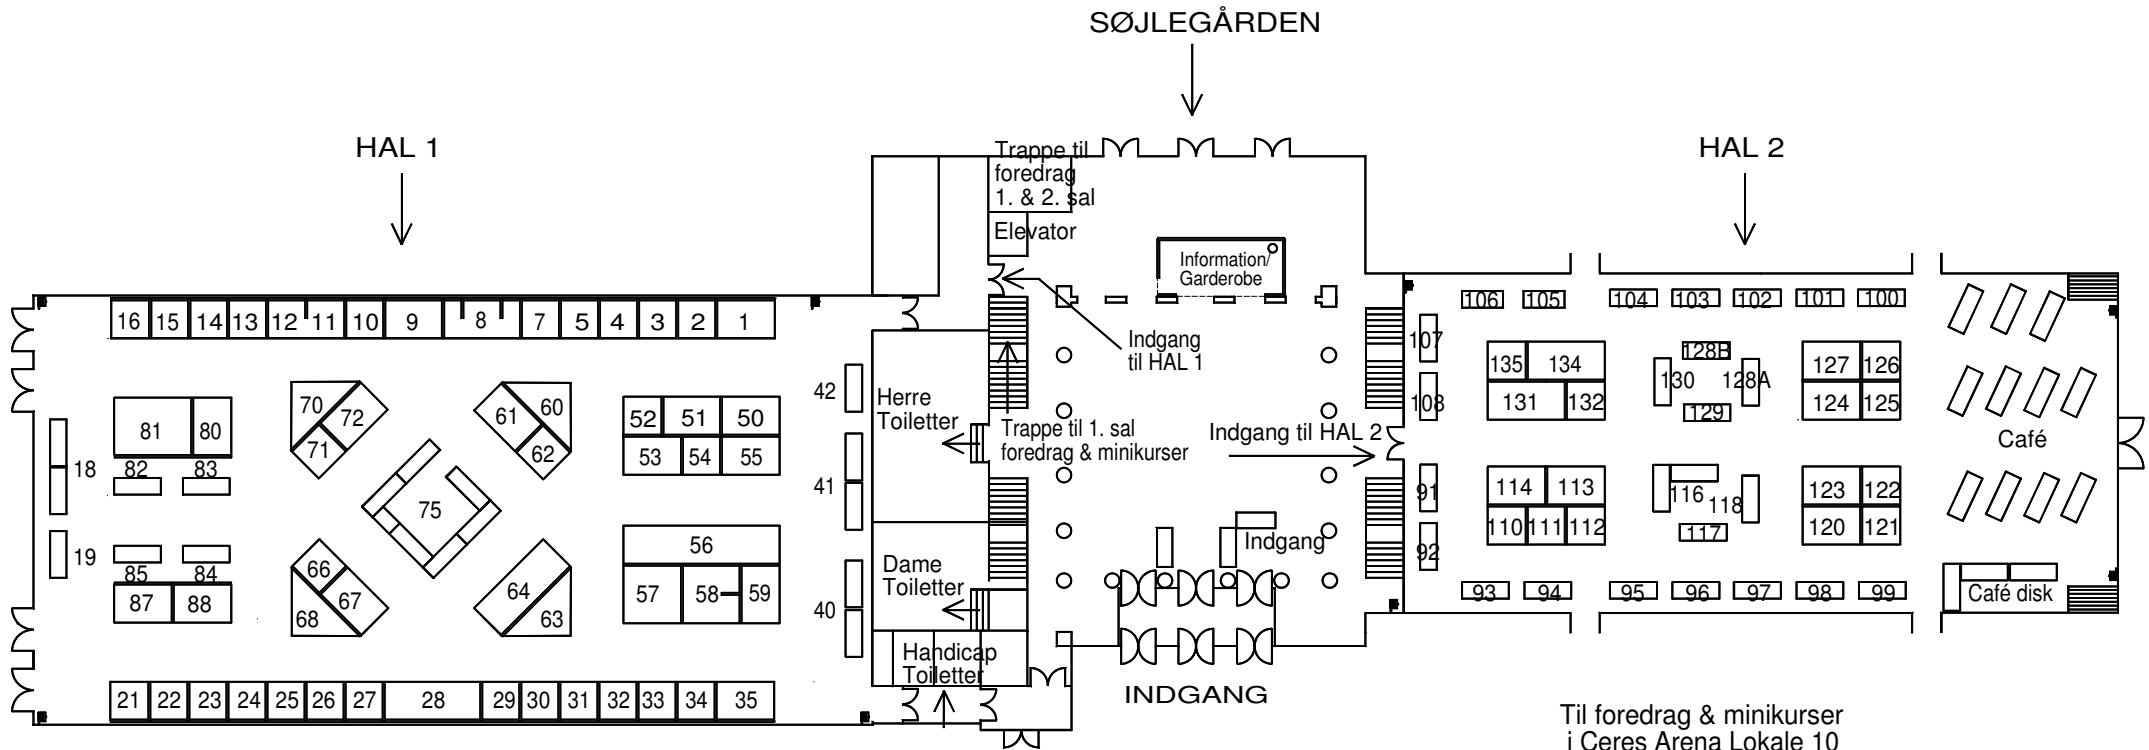 SØJLEGÅRDEN
HAL 1
HAL 2
Trappe til
foredrag
1. & 2. sal
Elevator
Information/
Garderobe
Indgang
til HAL 1
16 15 14 13 12 11 10 9 8 7 5 4 3 2 1
42
41
40
18
19
81 80
82 83
85 84
87 88
70 72
71
61 60
62
75
66
67
68
64
63
52 51 50
53 54 55
56
57 58 59
21 22 23 24 25 26 27 28 29 30 31 32 33 34 35
Herre
Toiletter
Trappe til 1. sal
foredrag & minikurser
Indgang til HAL 2
Dame
Toiletter
Handicap
Toiletter
Indgang
INDGANG
106 105 104 103 102 101 100
107
108
91
92
135 134
131 132
128B
130 128A
129
127 126
124 125
114 113
110 111 112
116 118
117
123 122
120 121
93 94 95 96 97 98 99
Café
Café disk
Til foredrag & minikurser
i Ceres Arena Lokale 10